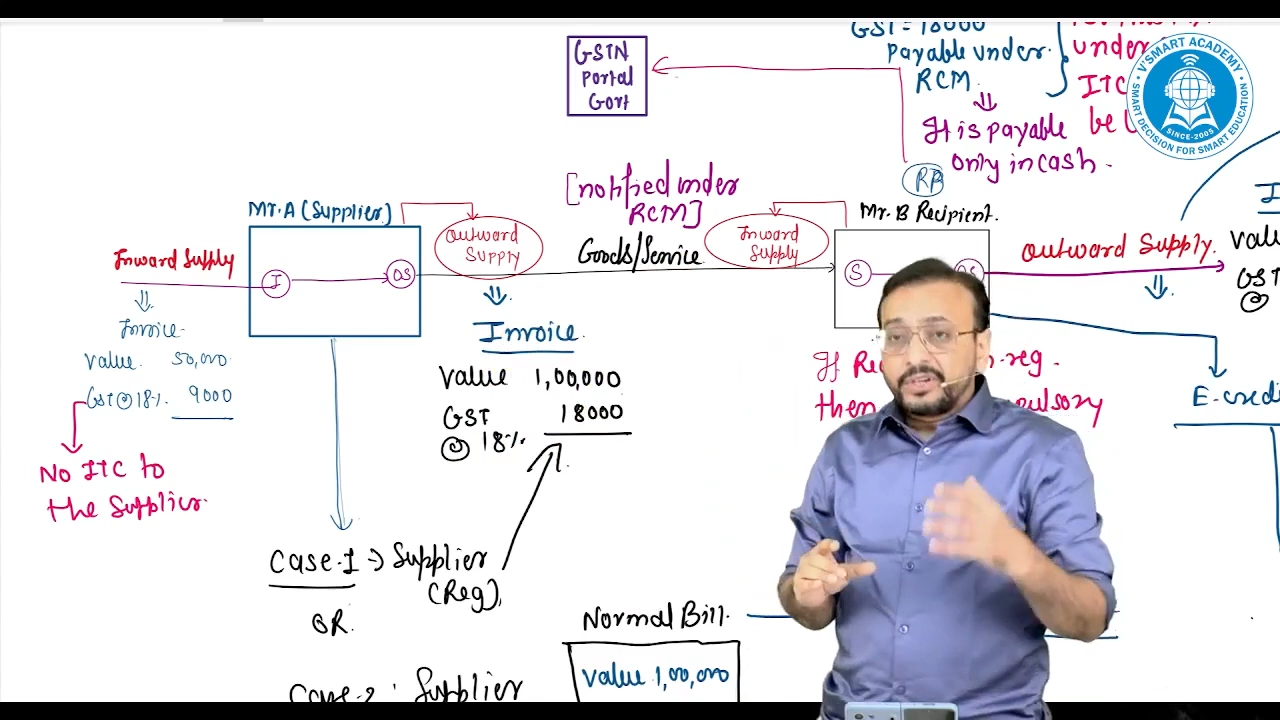 GSTN
Portal
Govt
GST = 18000
Payable under
RCM
It is payable
only in cash.
under
ITC
be
V'SMART ACADEMY
SINCE-2005
SMART DECISION FOR SMART EDUCATION
[notified under
RCM]
RP
Mr. A (Supplier)
Mr. B Recipient.
Inward Supply
I
OS
Outward
Supply
Goods/Service
Inward
Supply
S
OS
Outward Supply.
Invoice
Value 50,000
GST@18%. 9000
No ITC to
the Supplier.
Invoice
Value 1,00,000
GST 18000
@ 18%.
If
reg.
then
Value
GST
@
Case-I → Supplier
(Reg)
OR
Case-2 Supplier
Normal Bill.
Value 1,00,000